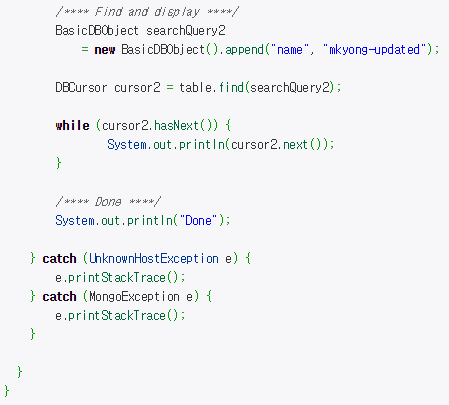 /**** Find and display ****/
BasicDBObject searchQuery2
= new BasicDBObject().append("name", "mkyong-updated");
DBCursor cursor2 = table.find(searchQuery2);
while (cursor2.hasNext()) {
System.out.println(cursor2.next());
}
/**** Done ****/
System.out.println("Done");
} catch (UnknownHostException e) {
e.printStackTrace();
} catch (MongoException e) {
e.printStackTrace();
}
}
}